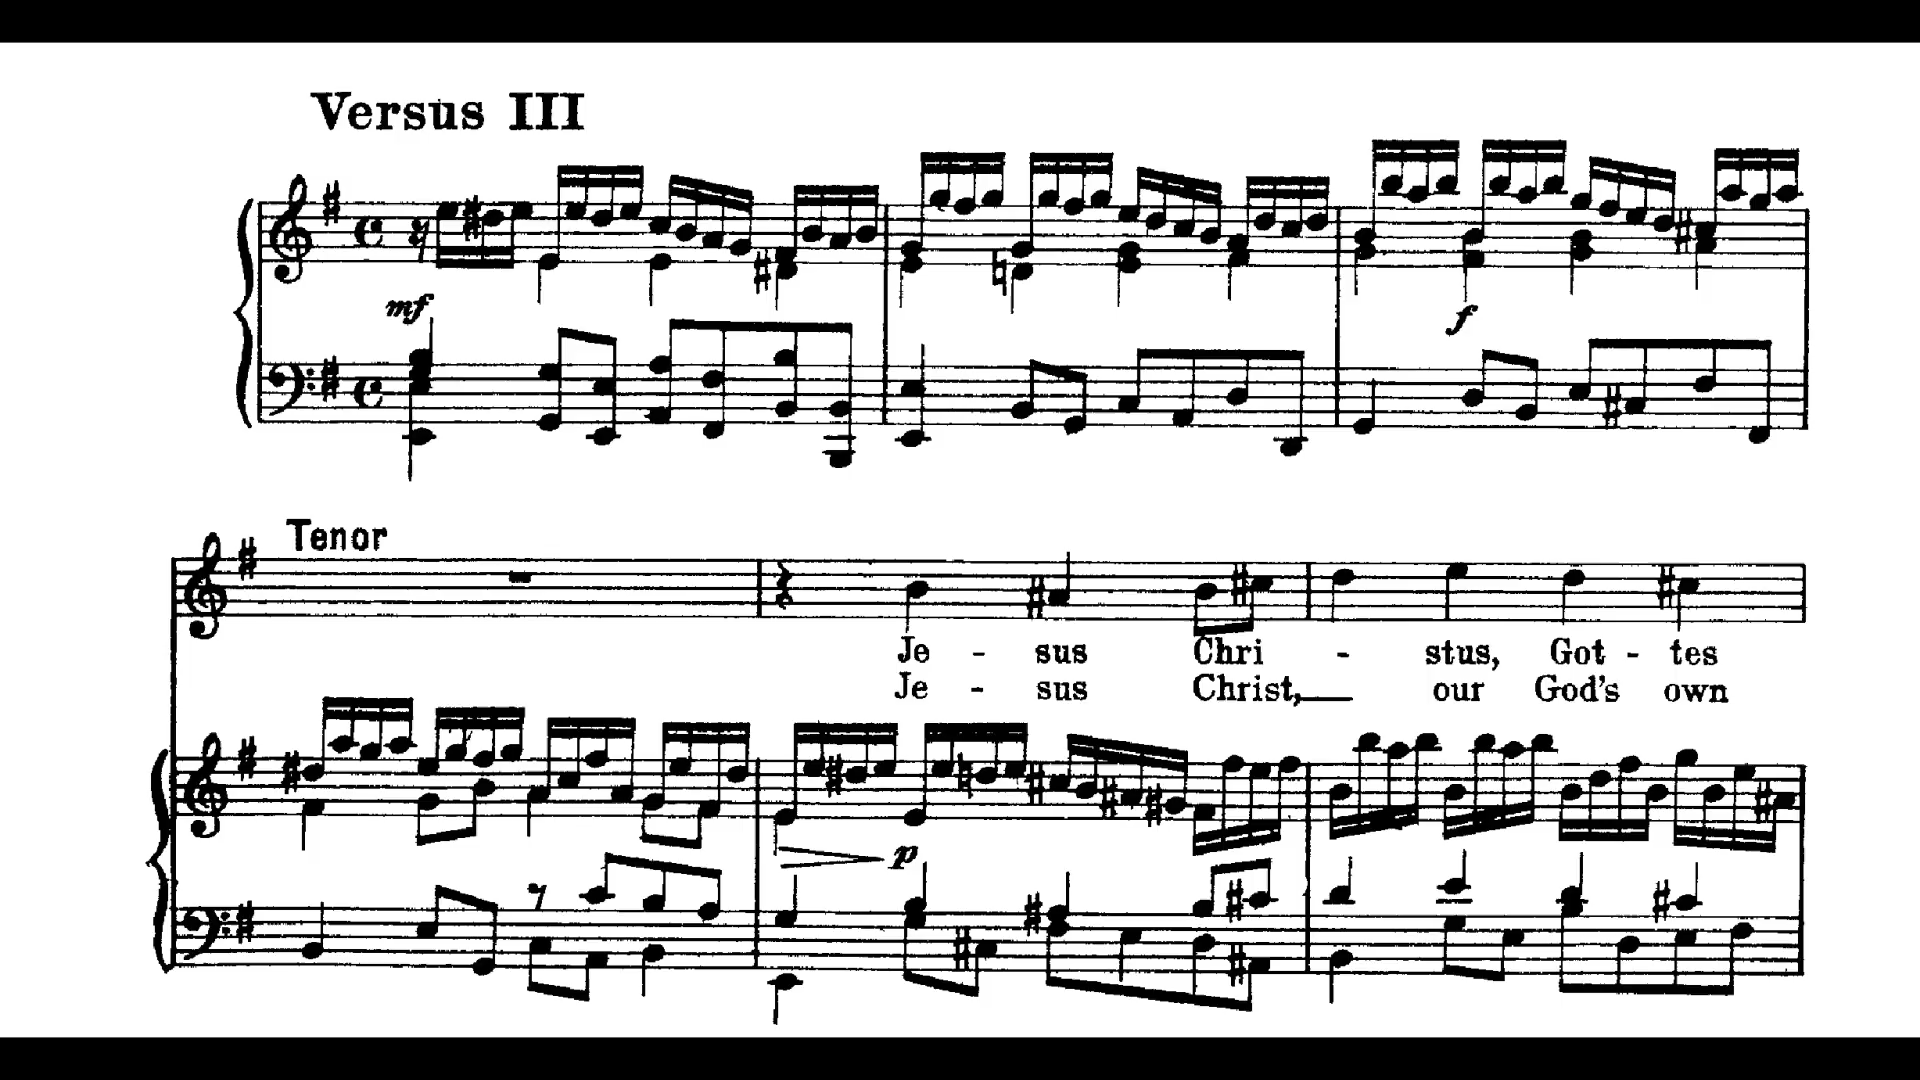 Versus III
mf
f
Tenor
Je - sus Chri - stus, Got - tes
Je - sus Christ, our God's own
p